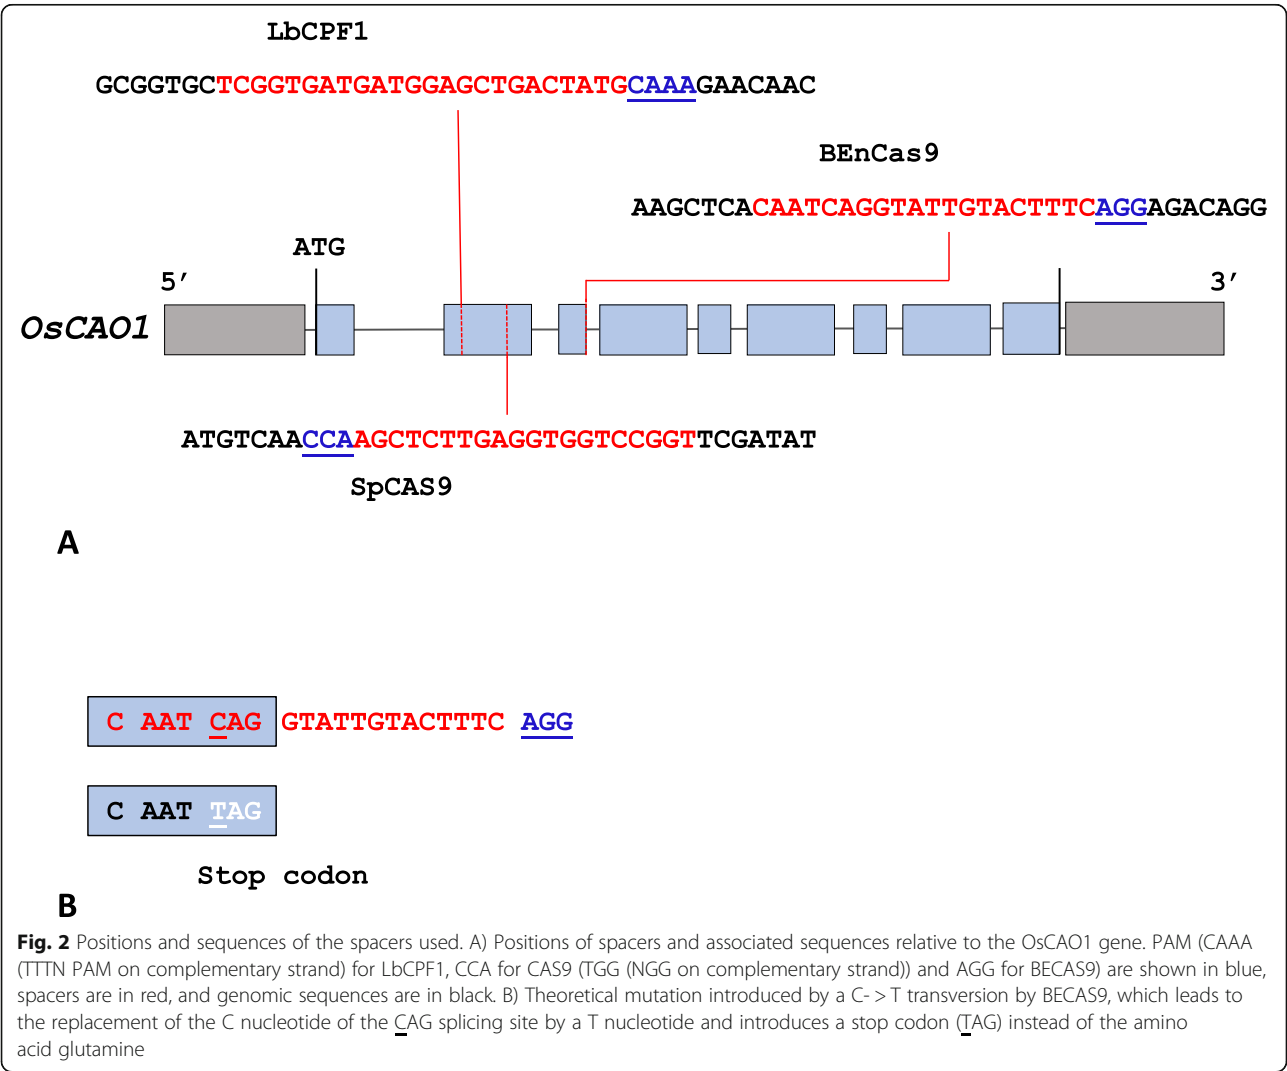 LbCPF1
GCGGTGCTCGGTGATGATGGAGCTGACTATGCAAAGAACAAC
BEnCas9
AAGCTCACAATCAGGTATTGTACTTTCAGGAGACAGG
ATG
5’
3’
OsCAO1
ATGTCAACCAAGCTCTTGAGGTGGTCCGGTTCGATAT
SpCAS9
A
C AAT CAG GTATTGTACTTTC AGG
C AAT TAG
Stop codon
B
Fig. 2 Positions and sequences of the spacers used. A) Positions of spacers and associated sequences relative to the OsCAO1 gene. PAM (CAAA
(TTTN PAM on complementary strand) for LbCPF1, CCA for CAS9 (TGG (NGG on complementary strand)) and AGG for BECAS9) are shown in blue,
spacers are in red, and genomic sequences are in black. B) Theoretical mutation introduced by a C- > T transversion by BECAS9, which leads to
the replacement of the C nucleotide of the CAG splicing site by a T nucleotide and introduces a stop codon (TAG) instead of the amino
acid glutamine